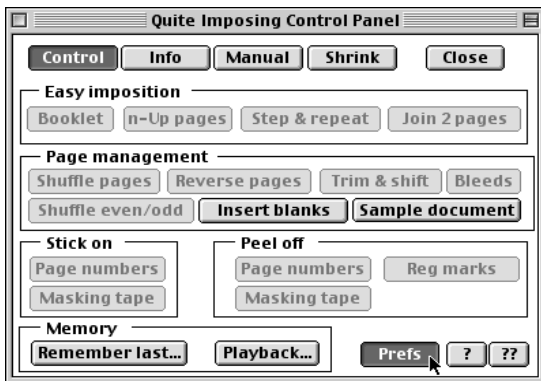 Quite Imposing Control Panel
Control Info Manual Shrink Close
Easy imposition
Booklet n-Up pages Step & repeat Join 2 pages
Page management
Shuffle pages Reverse pages Trim & shift Bleeds
Shuffle even/odd Insert blanks Sample document
Stick on Peel off
Page numbers Page numbers Reg marks
Masking tape Masking tape
Memory
Remember last... Playback... Prefs ? ??